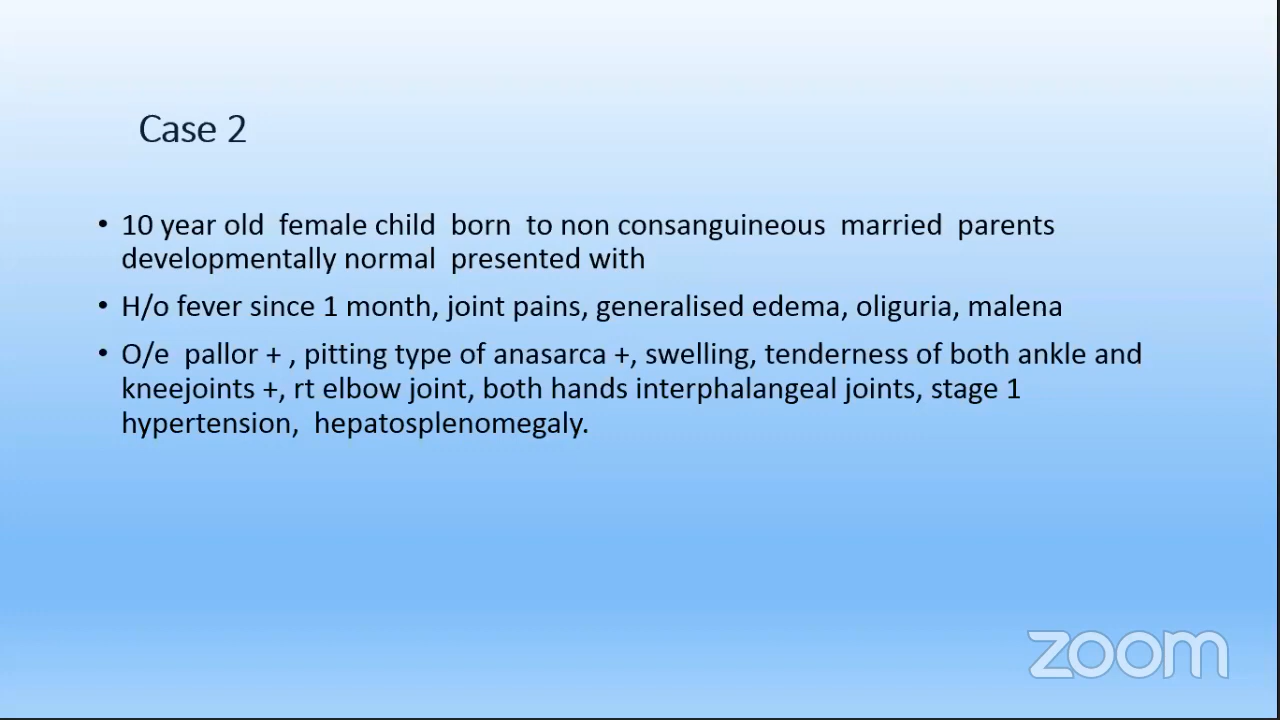 Case 2
• 10 year old female child born to non consanguineous married parents
developmentally normal presented with
• H/o fever since 1 month, joint pains, generalised edema, oliguria, malena
• O/e pallor + , pitting type of anasarca +, swelling, tenderness of both ankle and
kneejoints +, rt elbow joint, both hands interphalangeal joints, stage 1
hypertension, hepatosplenomegaly.
zoom